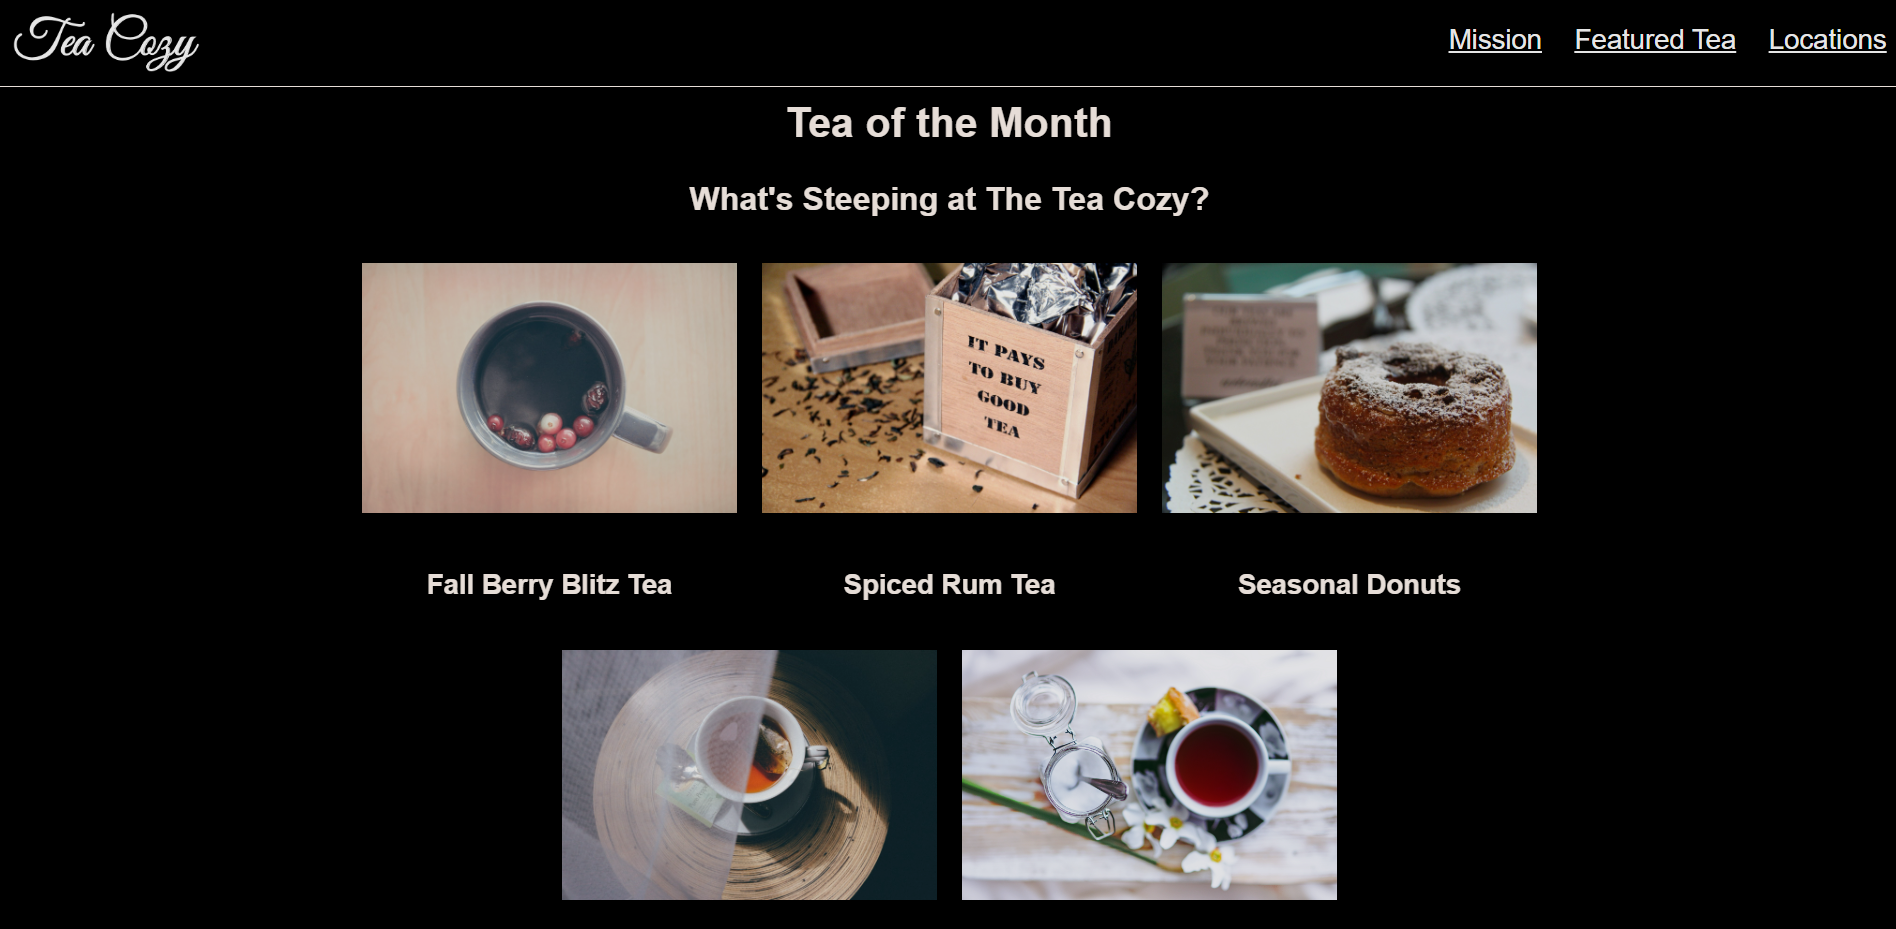 Tea Cozy
Mission Featured Tea Locations
Tea of the Month
What's Steeping at The Tea Cozy?
IT PAYS
TO BUY
GOOD
TEA
Fall Berry Blitz Tea
Spiced Rum Tea
Seasonal Donuts